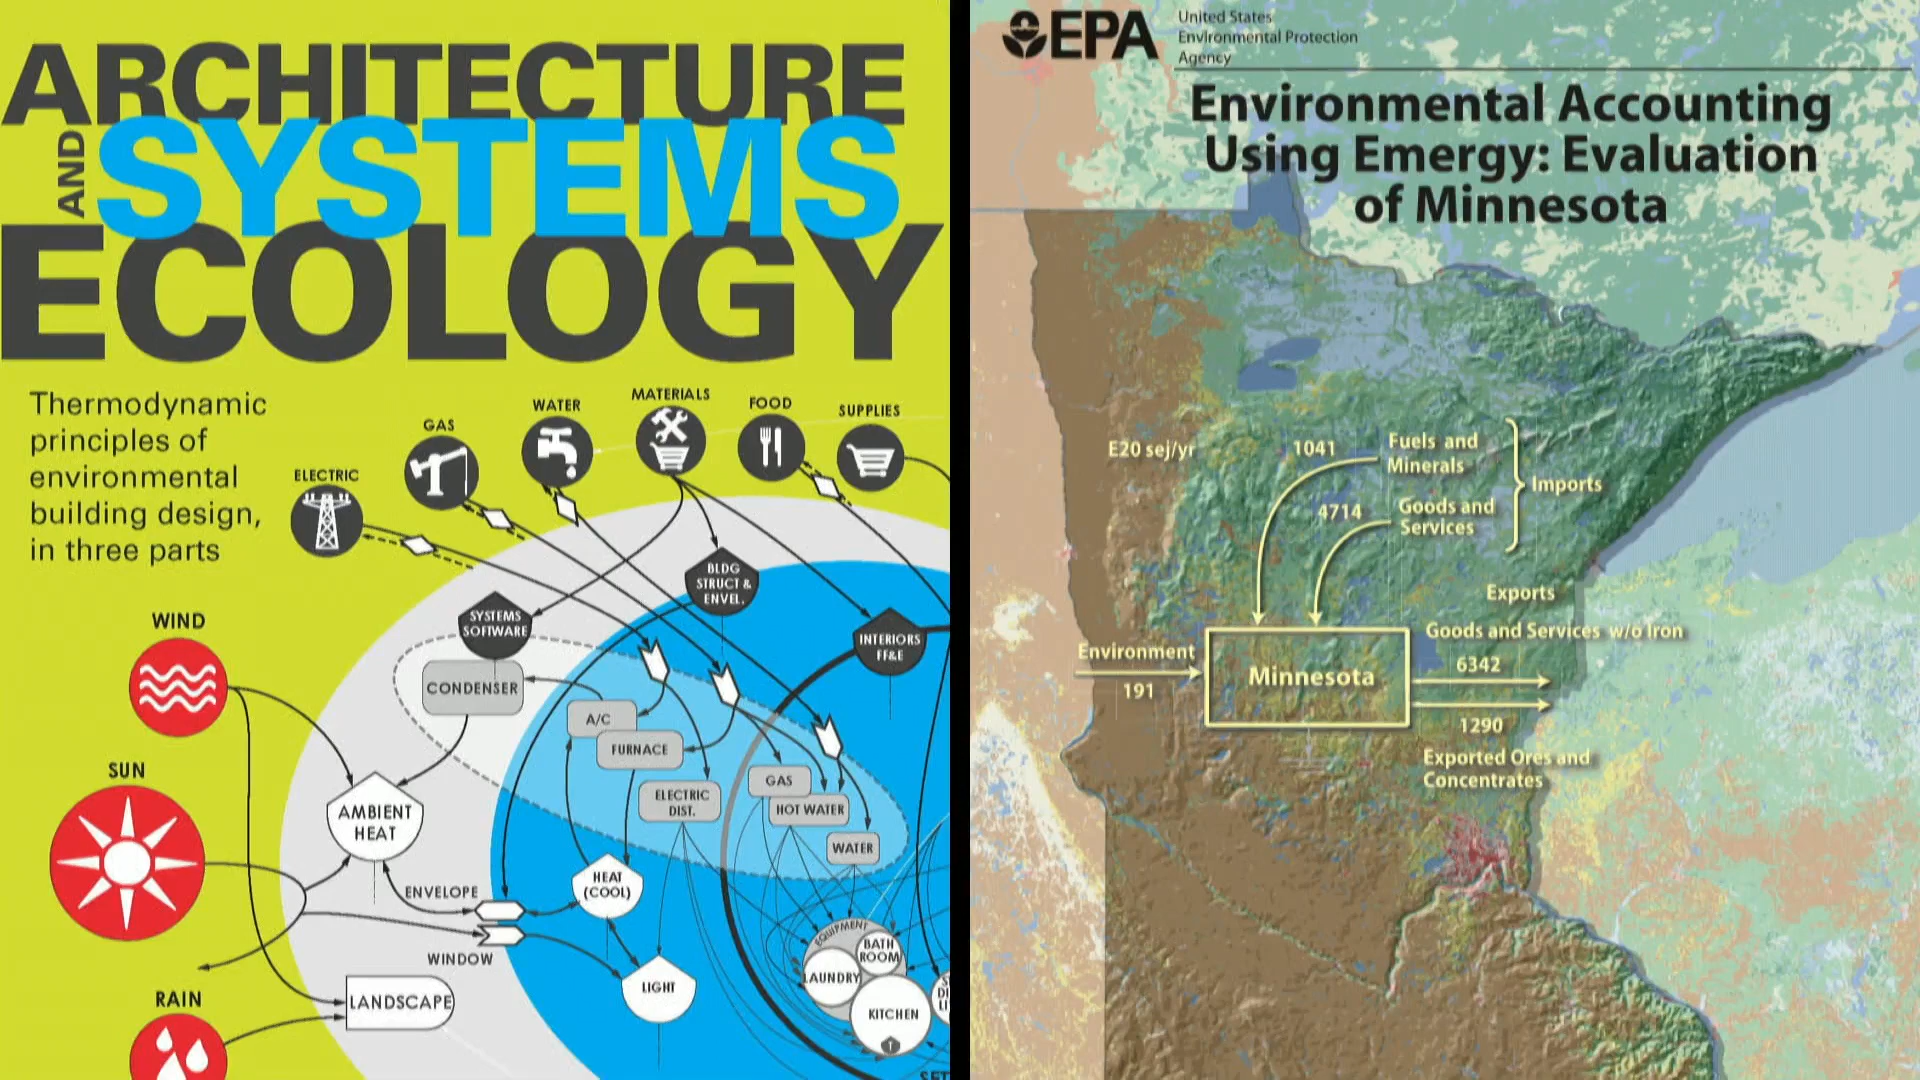 ARCHITECTURE
AND
SYSTEMS
ECOLOGY
Thermodynamic
principles of
environmental
building design,
in three parts
ELECTRIC
GAS
WATER
MATERIALS
FOOD
SUPPLIES
BLDG
STRUCT &
ENVEL.
SYSTEMS
SOFTWARE
INTERIORS
FF&E
WIND
CONDENSER
A/C
FURNACE
SUN
ELECTRIC
DIST.
GAS
HOT WATER
AMBIENT
HEAT
WATER
HEAT
(COOL)
ENVELOPE
WINDOW
EQUIPMENT
BATH
ROOM
LAUNDRY
LIGHT
KITCHEN
RAIN
LANDSCAPE
EPA
United States
Environmental Protection
Agency
Environmental Accounting
Using Emergy: Evaluation
of Minnesota
E20 sej/yr
1041
Fuels and
Minerals
Imports
4714
Goods and
Services
Exports
Goods and Services w/o Iron
6342
Environment
191
Minnesota
1290
Exported Ores and
Concentrates